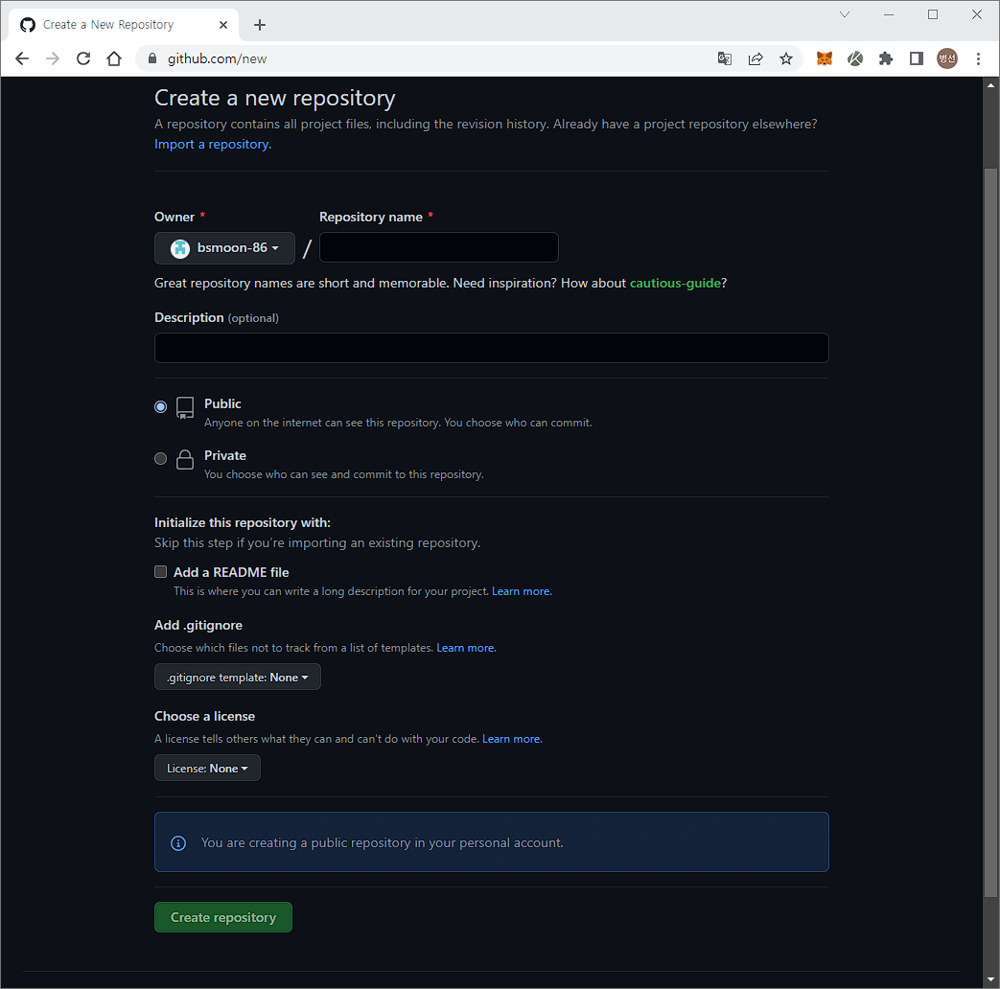 Create a New Repository
github.com/new
병선
Create a new repository
A repository contains all project files, including the revision history. Already have a project repository elsewhere?
Import a repository.
Owner * Repository name *
bsmoon-86 /
Great repository names are short and memorable. Need inspiration? How about cautious-guide?
Description (optional)
Public
Anyone on the internet can see this repository. You choose who can commit.
Private
You choose who can see and commit to this repository.
Initialize this repository with:
Skip this step if you’re importing an existing repository.
Add a README file
This is where you can write a long description for your project. Learn more.
Add .gitignore
Choose which files not to track from a list of templates. Learn more.
.gitignore template: None
Choose a license
A license tells others what they can and can't do with your code. Learn more.
License: None
You are creating a public repository in your personal account.
Create repository